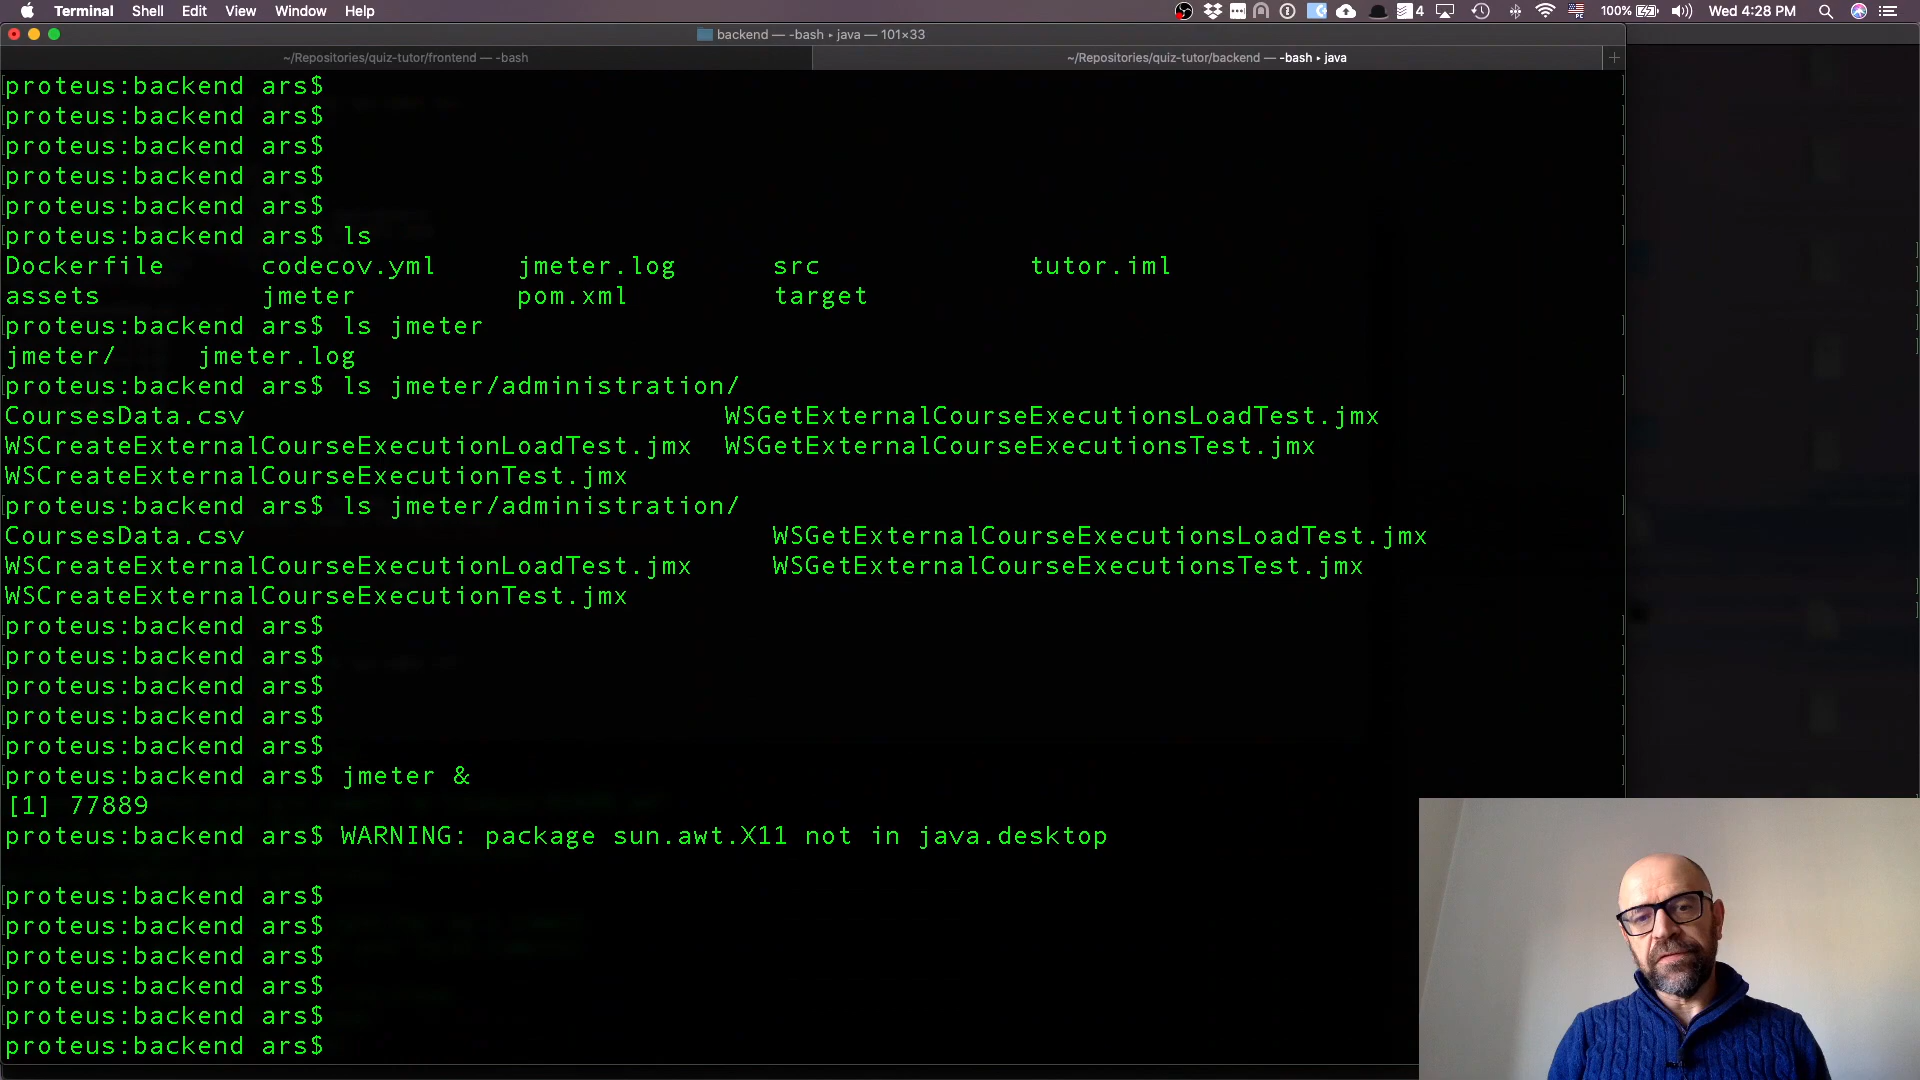 Terminal Shell Edit View Window Help 4 100% Wed 4:28 PM
backend — -bash ▸ java — 101×33
~/Repositories/quiz-tutor/frontend — -bash ~/Repositories/quiz-tutor/backend — -bash ▸ java +
proteus:backend ars$
proteus:backend ars$
proteus:backend ars$
proteus:backend ars$
proteus:backend ars$
proteus:backend ars$ ls
Dockerfile codecov.yml jmeter.log src tutor.iml
assets jmeter pom.xml target
proteus:backend ars$ ls jmeter
jmeter/ jmeter.log
proteus:backend ars$ ls jmeter/administration/
CoursesData.csv WSGetExternalCourseExecutionsLoadTest.jmx
WSCreateExternalCourseExecutionLoadTest.jmx WSGetExternalCourseExecutionsTest.jmx
WSCreateExternalCourseExecutionTest.jmx
proteus:backend ars$ ls jmeter/administration/
CoursesData.csv WSGetExternalCourseExecutionsLoadTest.jmx
WSCreateExternalCourseExecutionLoadTest.jmx WSGetExternalCourseExecutionsTest.jmx
WSCreateExternalCourseExecutionTest.jmx
proteus:backend ars$
proteus:backend ars$
proteus:backend ars$
proteus:backend ars$
proteus:backend ars$
proteus:backend ars$ jmeter &
[1] 77889
proteus:backend ars$ WARNING: package sun.awt.X11 not in java.desktop
proteus:backend ars$
proteus:backend ars$
proteus:backend ars$
proteus:backend ars$
proteus:backend ars$
proteus:backend ars$